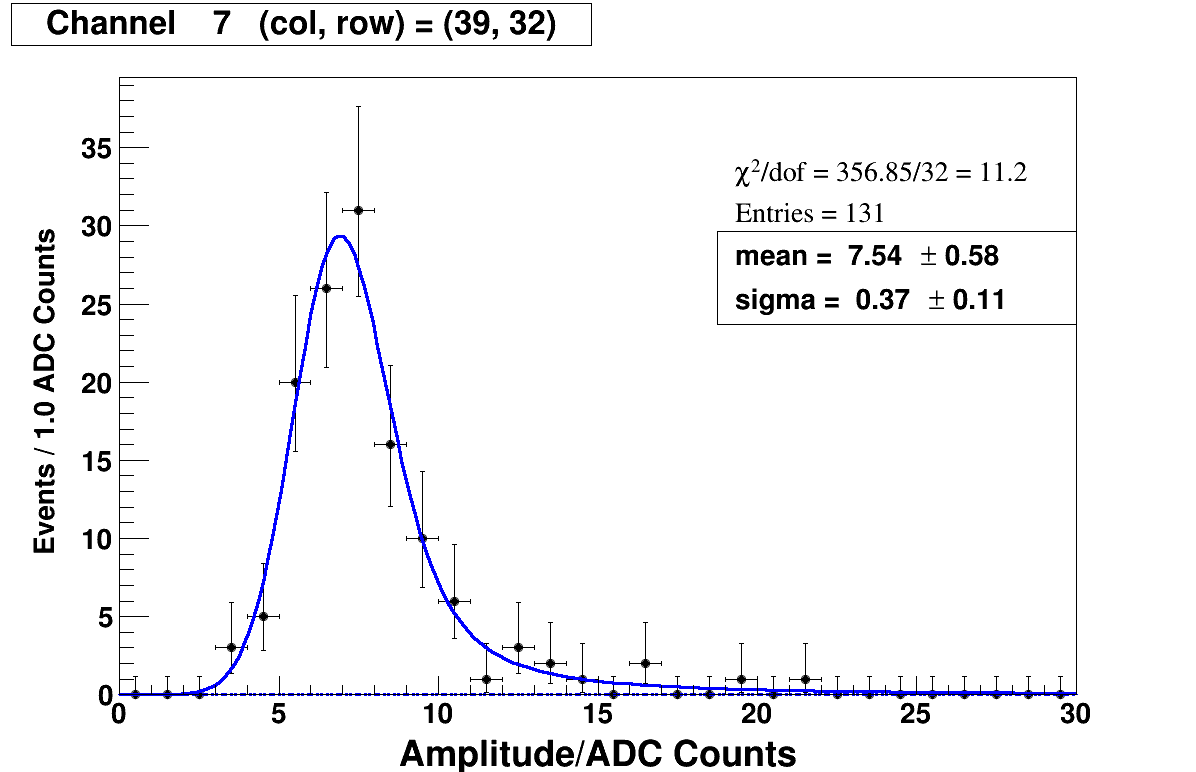 Channel 7 (col, row) = (39, 32)
χ²/dof = 356.85/32 = 11.2
Entries = 131
mean = 7.54 ± 0.58
sigma = 0.37 ± 0.11
Events / 1.0 ADC Counts
35
30
25
20
15
10
5
0
0 5 10 15 20 25 30
Amplitude/ADC Counts